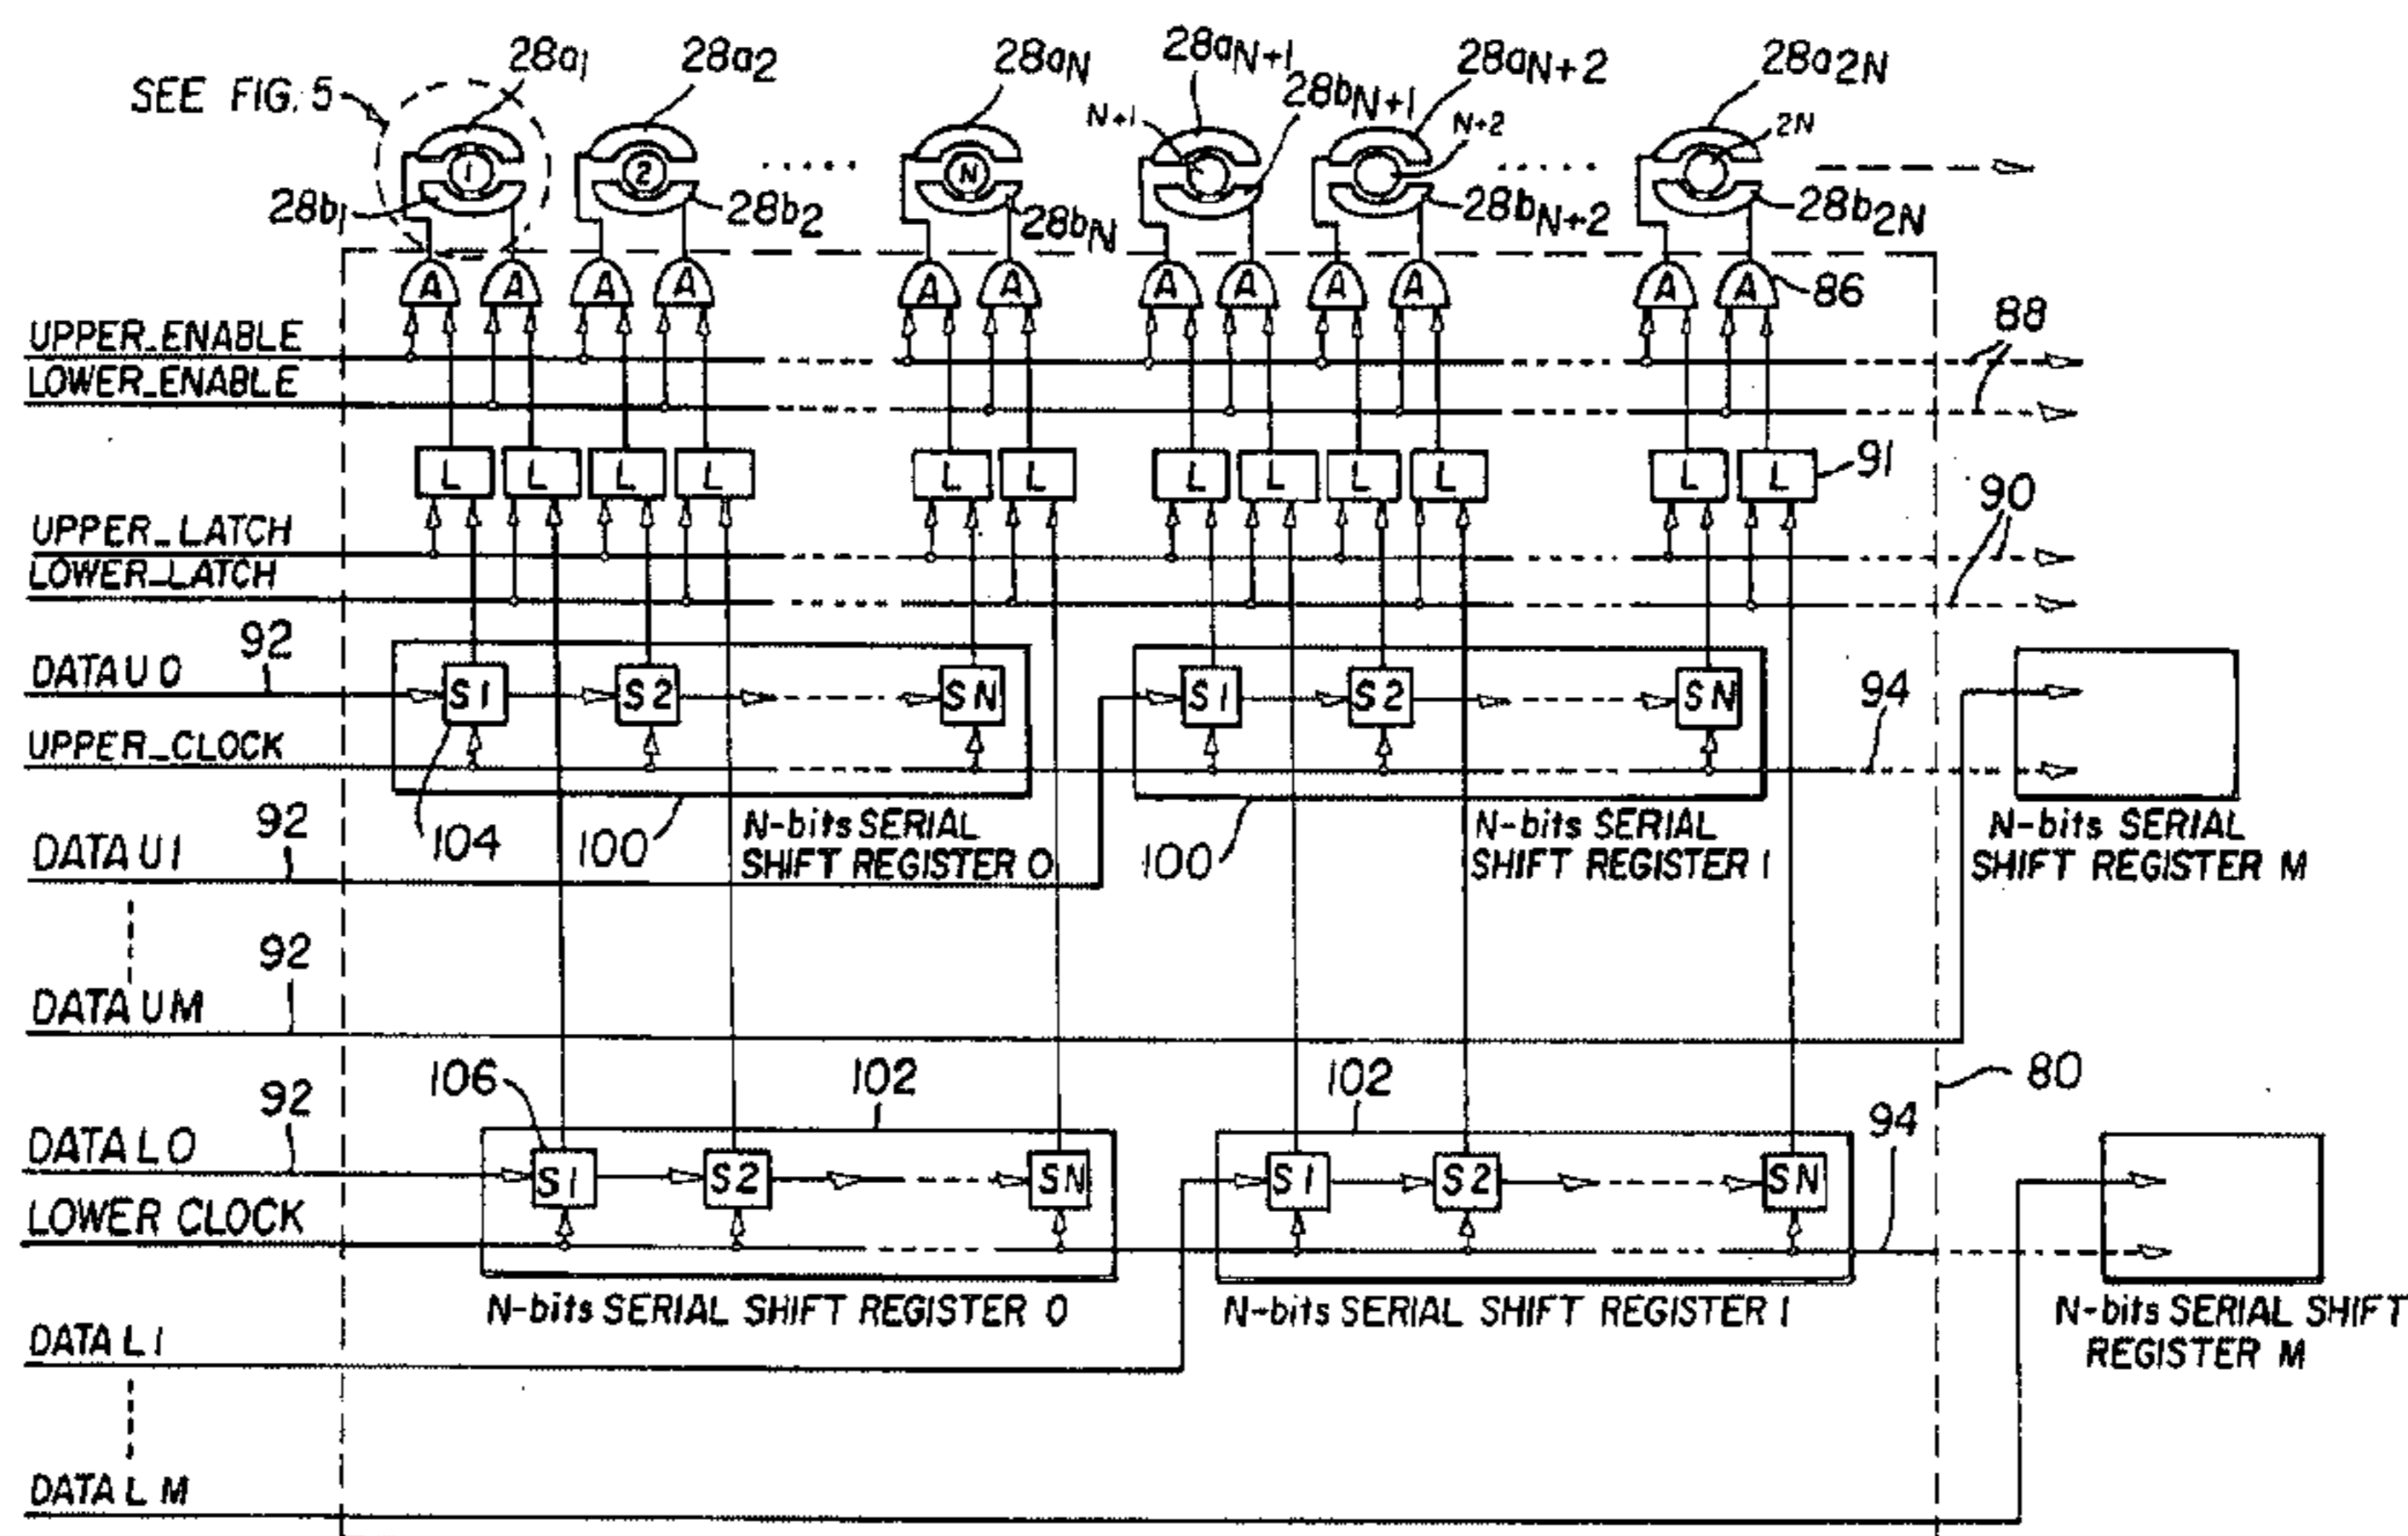 28a1 28a2 28aN 28aN+1 28aN+2 28a2N
SEE FIG. 5 28bN+1
N+1 N+2 2N
1 2 N
28b1 28b2 28bN 28bN+2 28b2N
A A A A A A A A A A A A 86
UPPER_ENABLE 88
LOWER_ENABLE
L L L L L L L L L L L L 91
90
UPPER_LATCH
LOWER_LATCH
DATA U 0 92 S1 S2 SN S1 S2 SN 94
UPPER_CLOCK
104 100 N-bits SERIAL SHIFT REGISTER 0
100 N-bits SERIAL SHIFT REGISTER 1
N-bits SERIAL SHIFT REGISTER M
DATA U1 92
DATA UM 92
106 102 102 80
DATA L0 92 S1 S2 SN S1 S2 SN 94
LOWER CLOCK
N-bits SERIAL SHIFT REGISTER 0
N-bits SERIAL SHIFT REGISTER 1
N-bits SERIAL SHIFT
REGISTER M
DATA L1
DATA L M